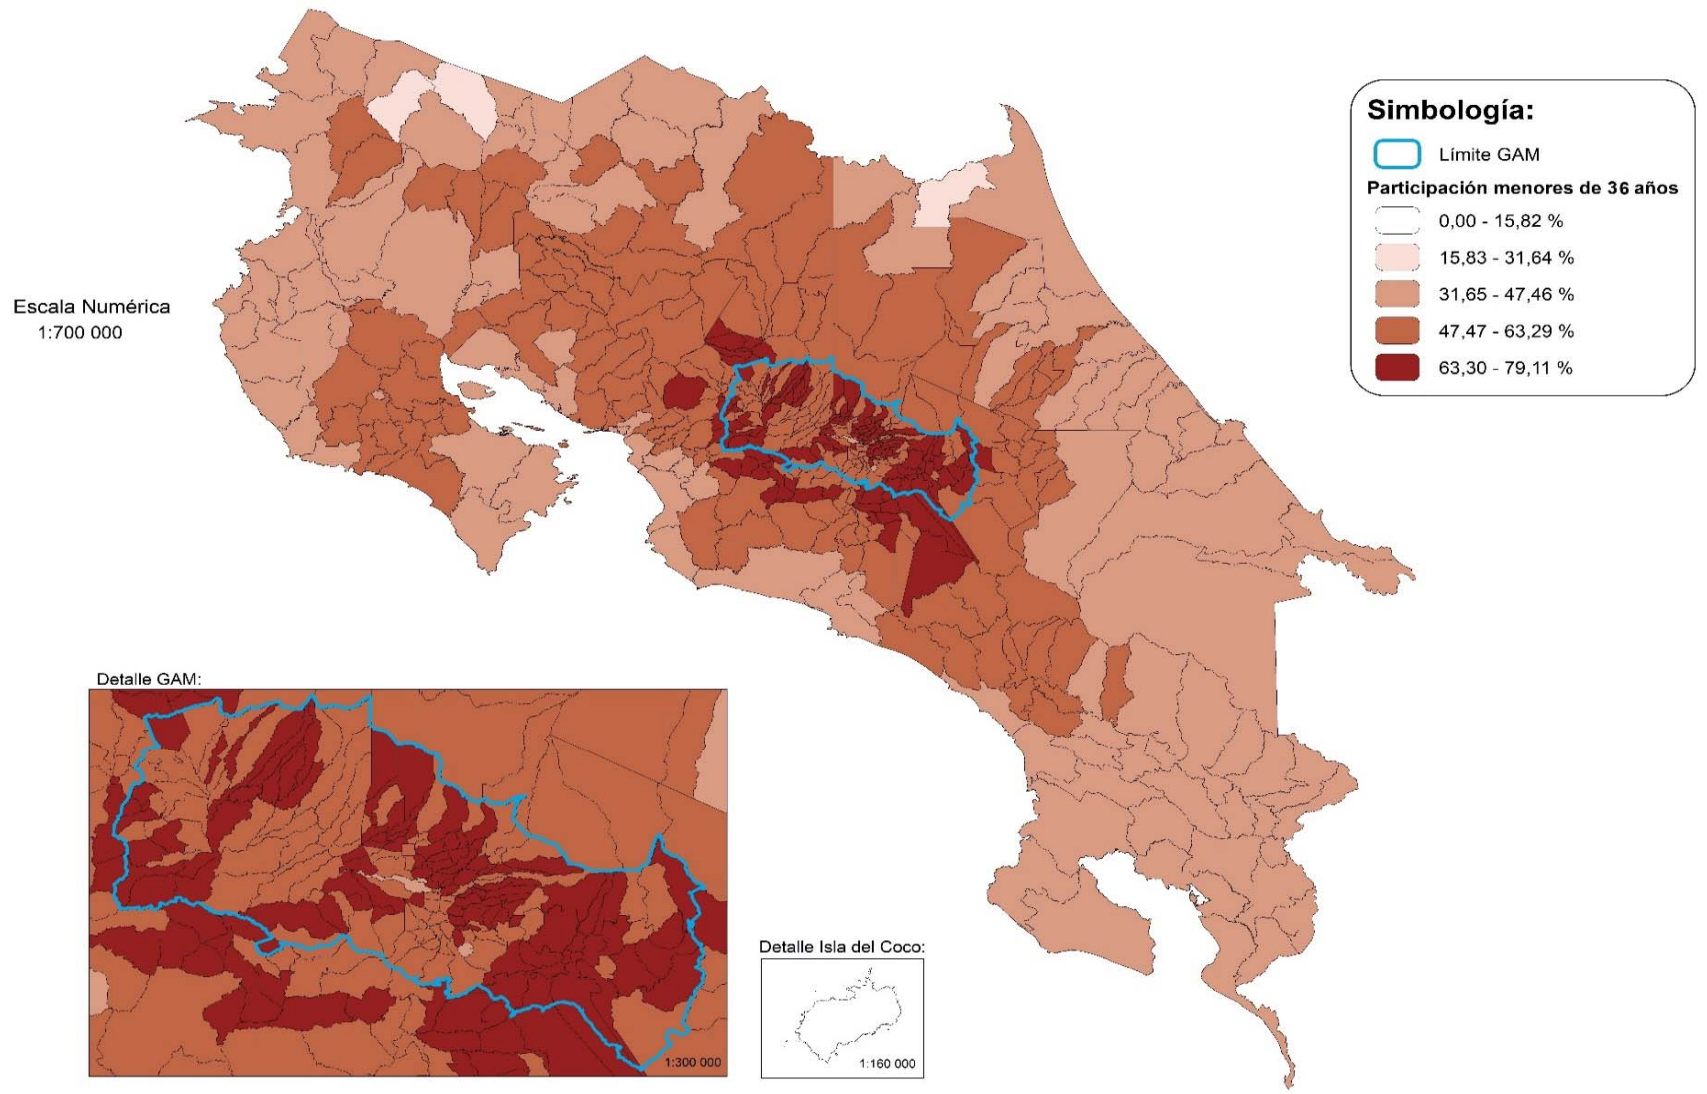 Simbología:
Límite GAM
Participación menores de 36 años
0,00 - 15,82 %
15,83 - 31,64 %
31,65 - 47,46 %
47,47 - 63,29 %
63,30 - 79,11 %
Escala Numérica
1:700 000
Detalle GAM:
1:300 000
Detalle Isla del Coco:
1:160 000